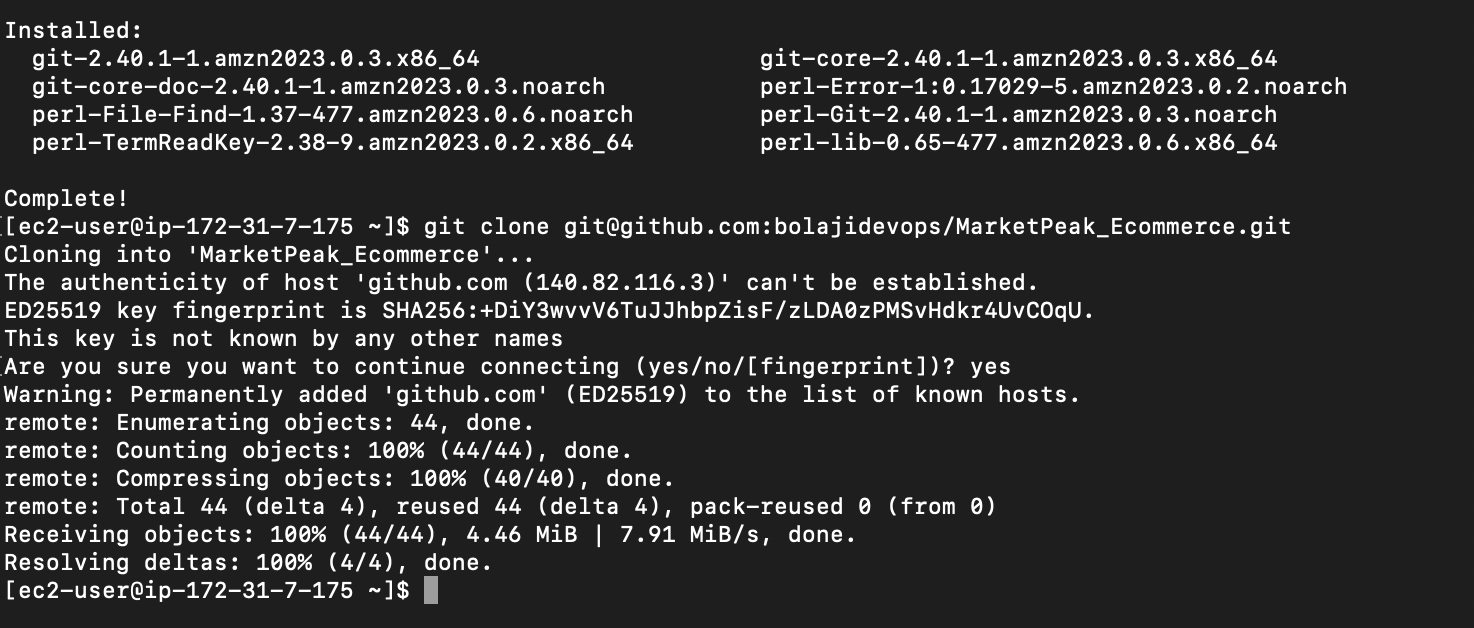 Installed:
  git-2.40.1-1.amzn2023.0.3.x86_64                    git-core-2.40.1-1.amzn2023.0.3.x86_64
  git-core-doc-2.40.1-1.amzn2023.0.3.noarch           perl-Error-1:0.17029-5.amzn2023.0.2.noarch
  perl-File-Find-1.37-477.amzn2023.0.6.noarch         perl-Git-2.40.1-1.amzn2023.0.3.noarch
  perl-TermReadKey-2.38-9.amzn2023.0.2.x86_64         perl-lib-0.65-477.amzn2023.0.6.x86_64

Complete!
[ec2-user@ip-172-31-7-175 ~]$ git clone git@github.com:bolajidevops/MarketPeak_Ecommerce.git
Cloning into 'MarketPeak_Ecommerce'...
The authenticity of host 'github.com (140.82.116.3)' can't be established.
ED25519 key fingerprint is SHA256:+DiY3wvvV6TuJJhbpZisF/zLDA0zPMSvHdkr4UvCOqU.
This key is not known by any other names
Are you sure you want to continue connecting (yes/no/[fingerprint])? yes
Warning: Permanently added 'github.com' (ED25519) to the list of known hosts.
remote: Enumerating objects: 44, done.
remote: Counting objects: 100% (44/44), done.
remote: Compressing objects: 100% (40/40), done.
remote: Total 44 (delta 4), reused 44 (delta 4), pack-reused 0 (from 0)
Receiving objects: 100% (44/44), 4.46 MiB | 7.91 MiB/s, done.
Resolving deltas: 100% (4/4), done.
[ec2-user@ip-172-31-7-175 ~]$